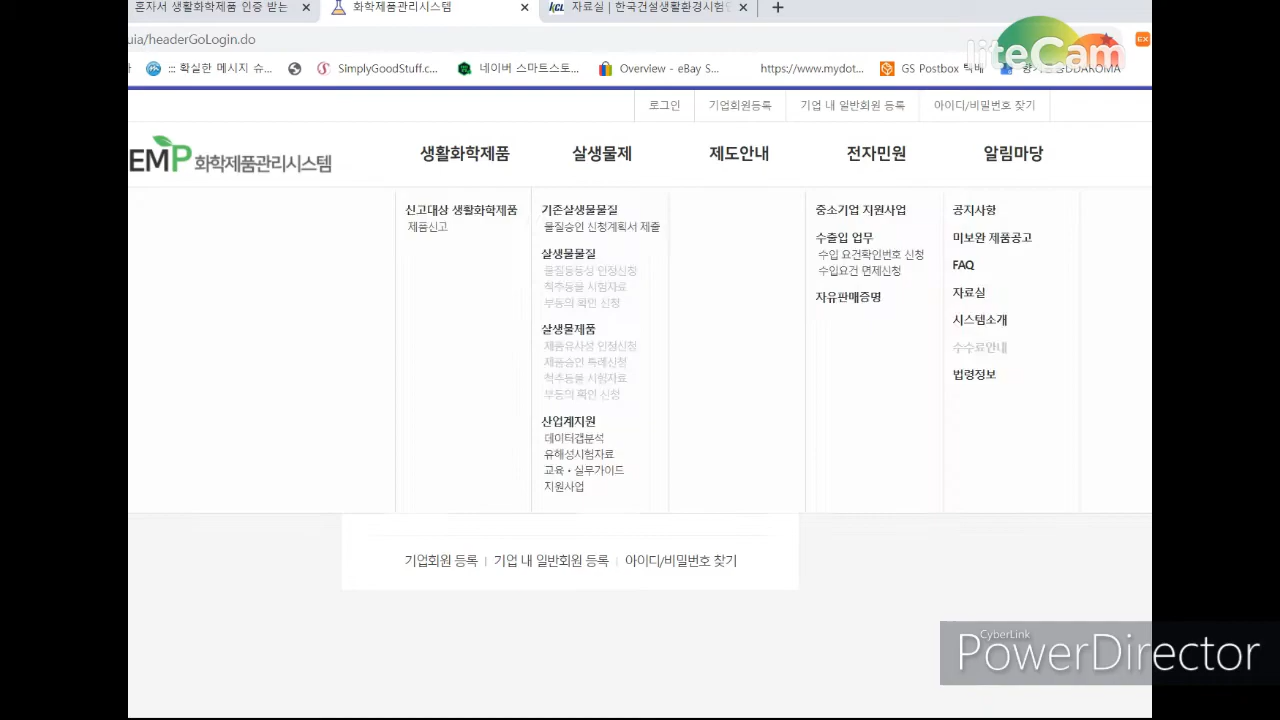 혼자서 생활화학제품 인증 받는
화학제품관리시스템
KCL 자료실 | 한국건설생활환경시험
uia/headerGoLogin.do
liteCam
EX
::: 확실한 메시지 수...
SimplyGoodStuff.c...
네이버 스마트스토...
Overview - eBay S...
https://www.mydot...
GS Postbox 택배
로그인
기업회원등록
기업 내 일반회원 등록
아이디/비밀번호 찾기
EMP 화학제품관리시스템
생활화학제품
살생물제
제도안내
전자민원
알림마당
신고대상 생활화학제품
제품신고
기존살생물물질
물질승인 신청계획서 제출
살생물물질
물질동등성 인정신청
척추동물 시험자료
부동의 확인 신청
살생물제품
제품유사성 인정신청
제품승인 특례신청
척추동물 시험자료
부동의 확인 신청
산업계지원
데이터갭분석
유해성시험자료
교육・실무가이드
지원사업
중소기업 지원사업
수출입 업무
수입 요건확인번호 신청
수입요건 면제신청
자유판매증명
공지사항
미보완 제품공고
FAQ
자료실
시스템소개
수수료안내
법령정보
기업회원 등록 | 기업 내 일반회원 등록 | 아이디/비밀번호 찾기
CyberLink
PowerDirector